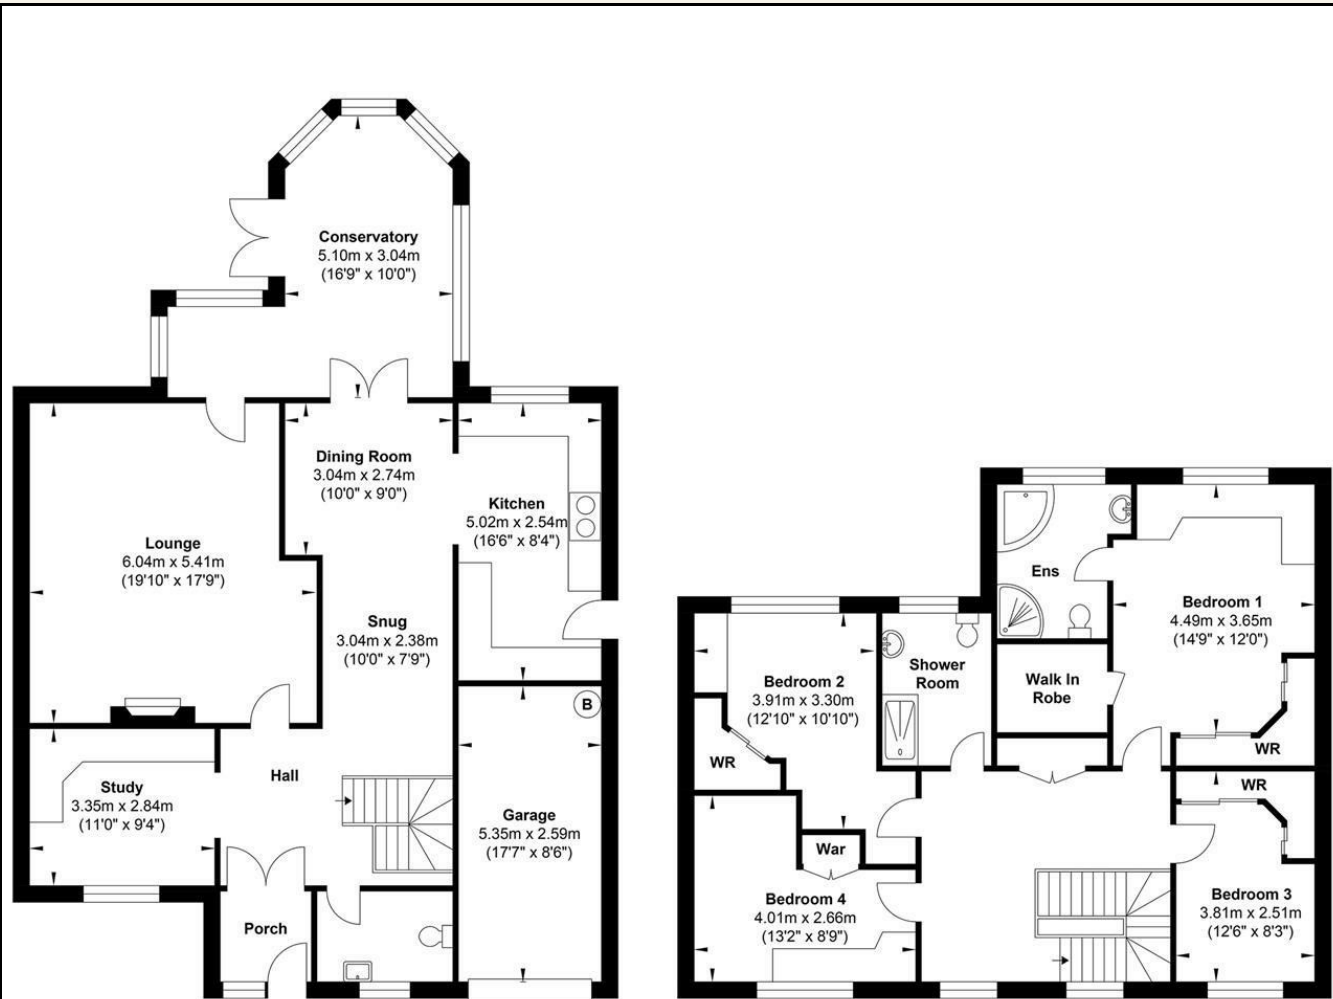 Conservatory
5.10m x 3.04m
(16'9" x 10'0")
Dining Room
3.04m x 2.74m
(10'0" x 9'0")
Kitchen
5.02m x 2.54m
(16'6" x 8'4")
Lounge
6.04m x 5.41m
(19'10" x 17'9")
Snug
3.04m x 2.38m
(10'0" x 7'9")
B
Hall
Study
3.35m x 2.84m
(11'0" x 9'4")
Garage
5.35m x 2.59m
(17'7" x 8'6")
Porch
Ens
Bedroom 1
4.49m x 3.65m
(14'9" x 12'0")
Shower
Room
Walk In
Robe
Bedroom 2
3.91m x 3.30m
(12'10" x 10'10")
WR
WR
WR
War
Bedroom 4
4.01m x 2.66m
(13'2" x 8'9")
Bedroom 3
3.81m x 2.51m
(12'6" x 8'3")